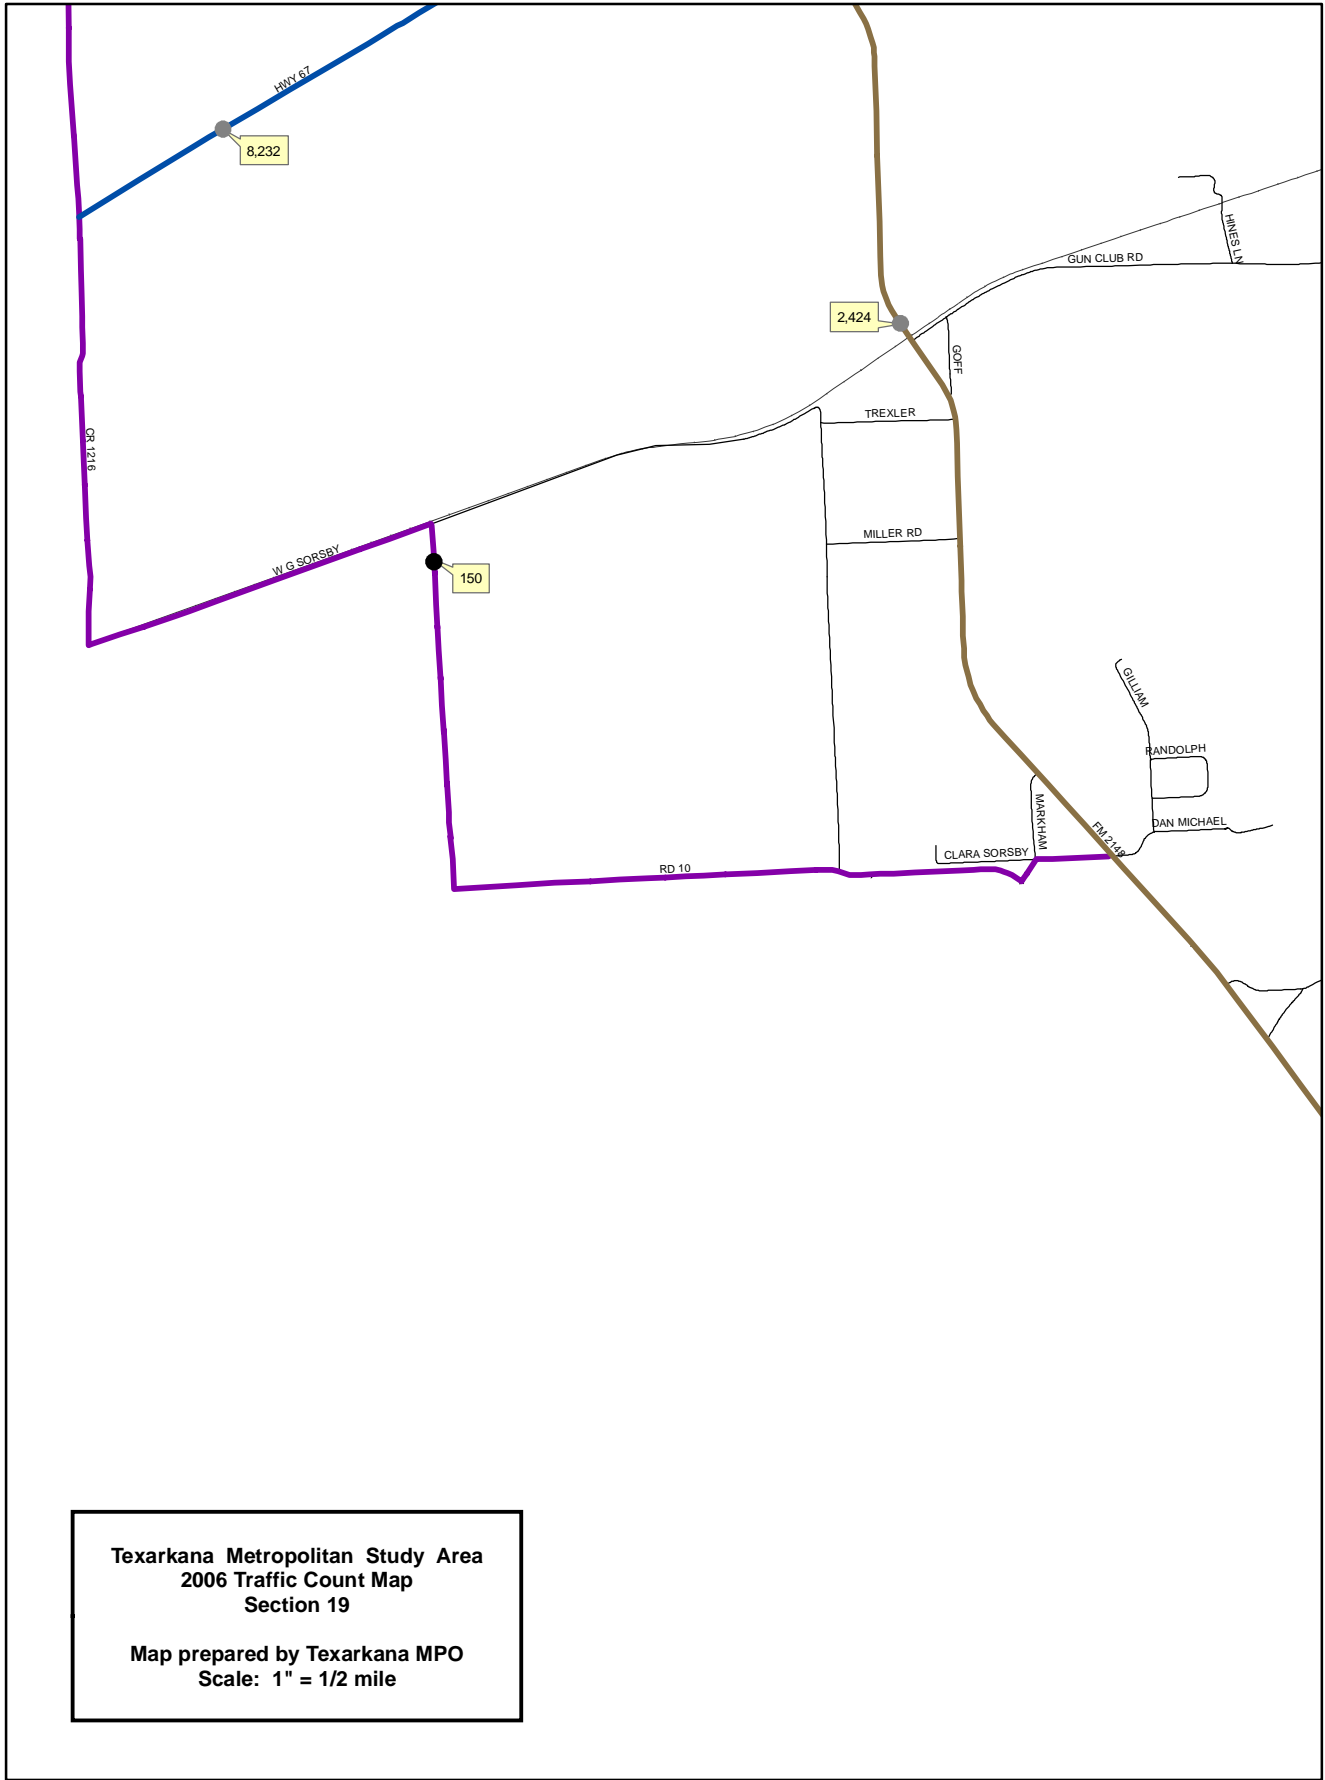 HWY 67
8,232
HINES LN
GUN CLUB RD
2,424
GOFF
TREXLER
CR 1216
MILLER RD
W G SORSBY
150
GILLIAM
RANDOLPH
MARKHAM
DAN MICHAEL
FM 2148
CLARA SORSBY
RD 10
Texarkana Metropolitan Study Area
2006 Traffic Count Map
Section 19
Map prepared by Texarkana MPO
Scale: 1" = 1/2 mile